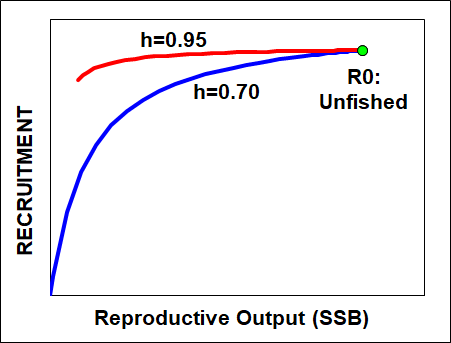 h=0.95
h=0.70
R0:
Unfished
RECRUITMENT
Reproductive Output (SSB)